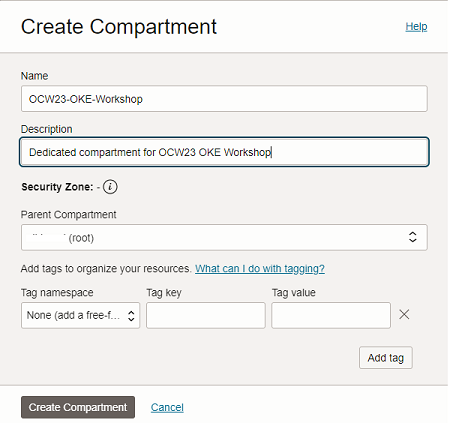 Create Compartment
Help
Name
OCW23-OKE-Workshop
Description
Dedicated compartment for OCW23 OKE Workshop
Security Zone: - i
Parent Compartment
(root)
Add tags to organize your resources. What can I do with tagging?
Tag namespace Tag key Tag value
None (add a free-f...
Add tag
Create Compartment Cancel